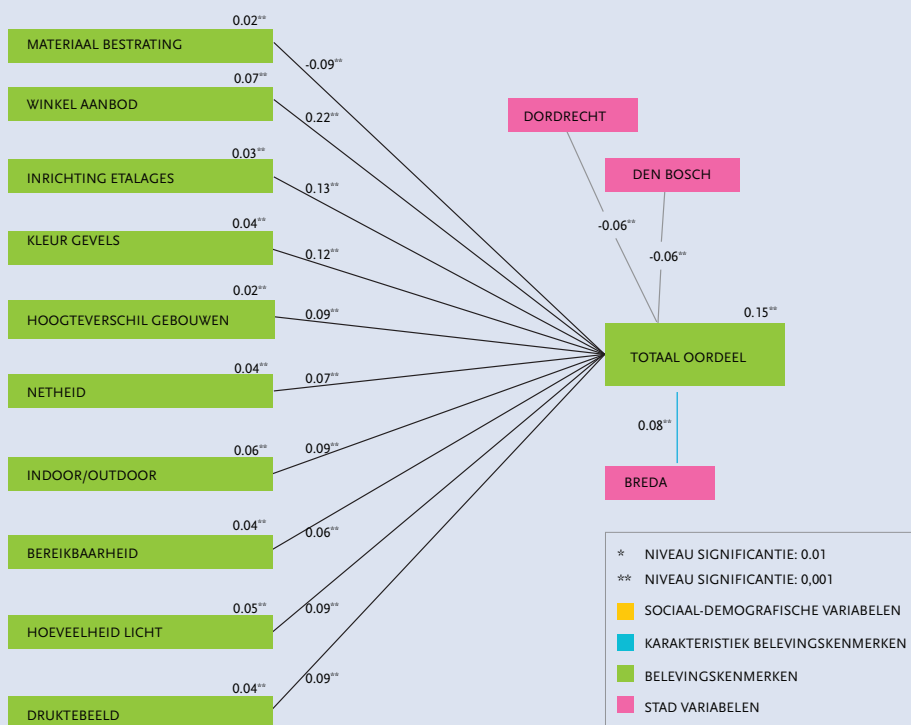 0.02**
MATERIAAL BESTRATING
-0.09**
0.07**
WINKEL AANBOD
0.22**
0.03**
INRICHTING ETALAGES
0.13**
0.04**
KLEUR GEVELS
0.12**
0.02**
HOOGTEVERSCHIL GEBOUWEN
0.09**
0.04**
NETHEID
0.07**
0.06**
INDOOR/OUTDOOR
0.09**
0.04**
BEREIKBAARHEID
0.06**
0.05**
HOEVEELHEID LICHT
0.09**
0.04**
DRUKTEBEELD
0.09**
DORDRECHT
DEN BOSCH
-0.06**
-0.06**
0.15**
TOTAAL OORDEEL
0.08**
BREDA
* NIVEAU SIGNIFICANTIE: 0.01
** NIVEAU SIGNIFICANTIE: 0,001
SOCIAAL-DEMOGRAFISCHE VARIABELEN
KARAKTERISTIEK BELEVINGSKENMERKEN
BELEVINGSKENMERKEN
STAD VARIABELEN